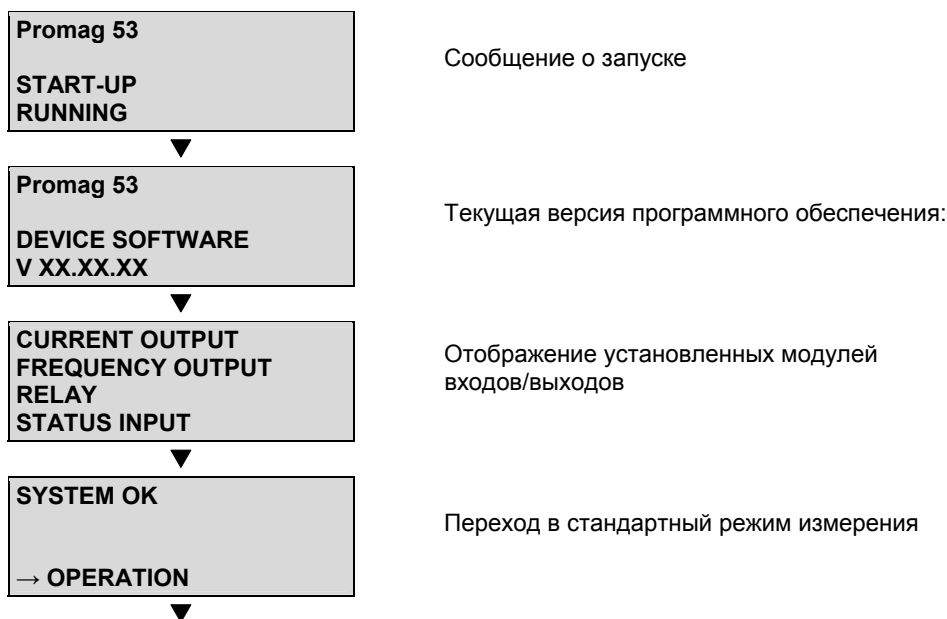 Promag 53
START-UP
RUNNING
Сообщение о запуске
▼
Promag 53
DEVICE SOFTWARE
V XX.XX.XX
Текущая версия программного обеспечения:
▼
CURRENT OUTPUT
FREQUENCY OUTPUT
RELAY
STATUS INPUT
Отображение установленных модулей
входов/выходов
▼
SYSTEM OK
→ OPERATION
Переход в стандартный режим измерения
▼